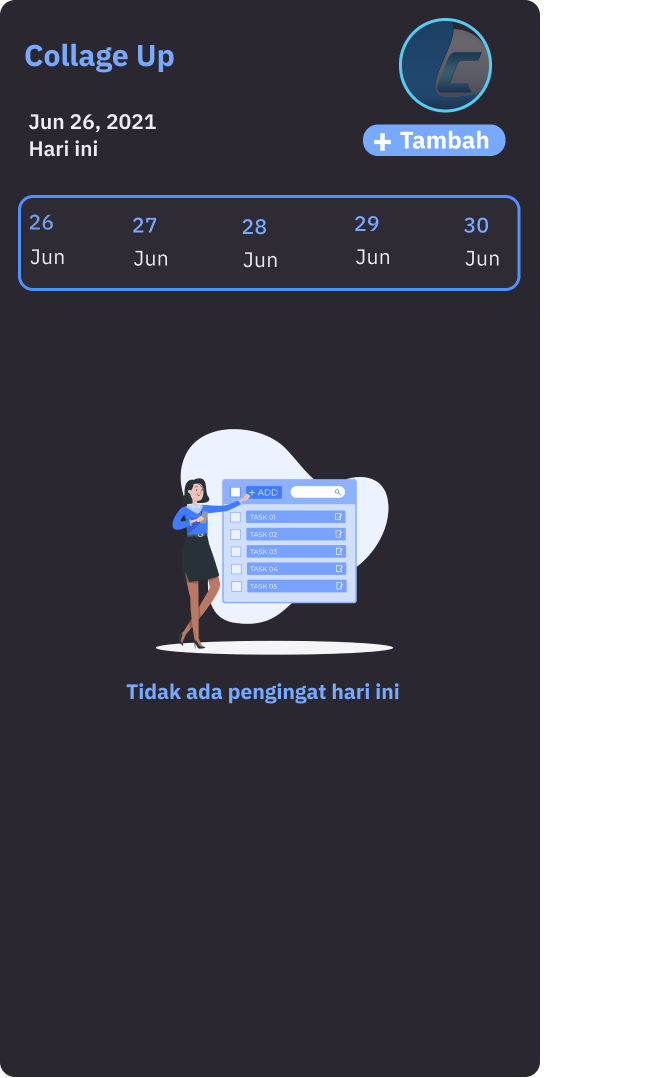 Collage Up
Jun 26, 2021
Hari ini
+ Tambah
26 27 28 29 30
Jun Jun Jun Jun Jun
+ ADD
TASK 01
TASK 02
TASK 03
TASK 04
TASK 05
Tidak ada pengingat hari ini